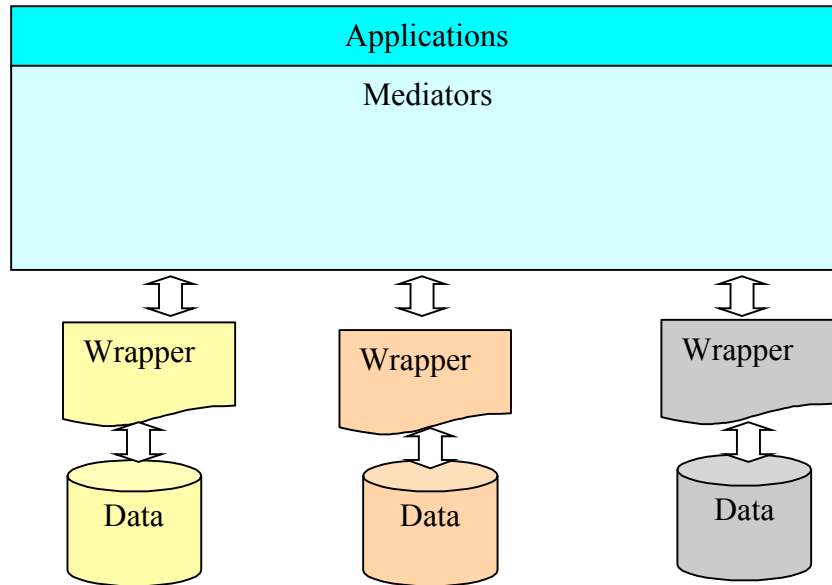 Applications
Mediators
Wrapper
Wrapper
Wrapper
Data
Data
Data